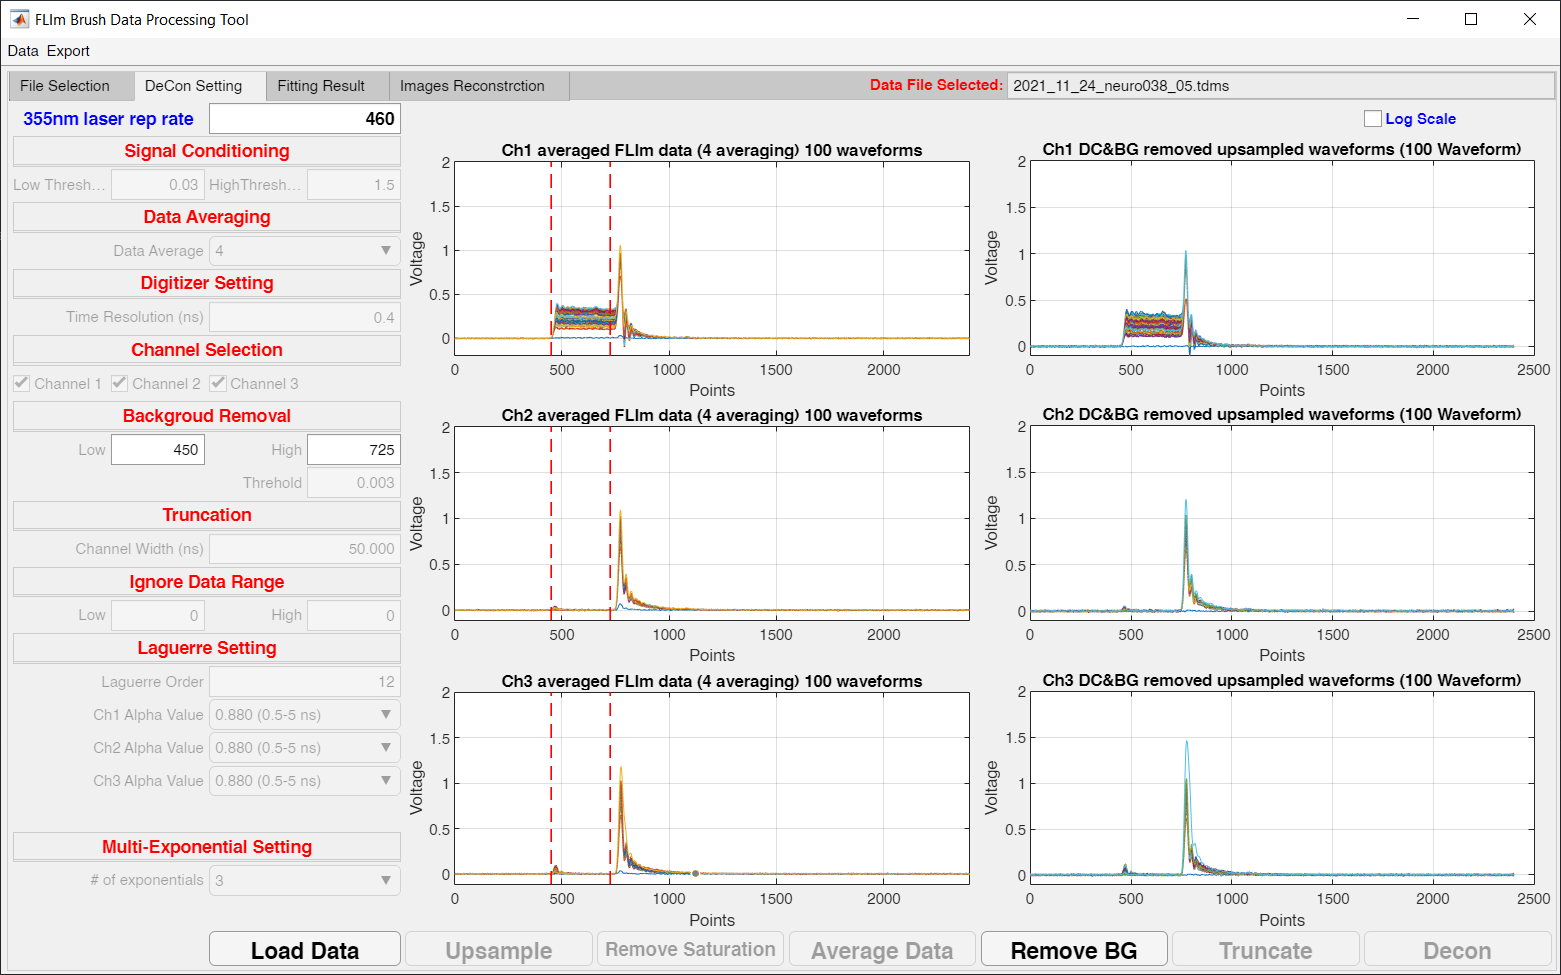 FLIm Brush Data Processing Tool
Data Export
File Selection DeCon Setting Fitting Result Images Reconstrction Data File Selected: 2021_11_24_neuro038_05.tdms
355nm laser rep rate 460
Log Scale
Signal Conditioning
Low Thresh... 0.03 HighThresh... 1.5
Data Averaging
Data Average 4
Digitizer Setting
Time Resolution (ns) 0.4
Channel Selection
Channel 1 Channel 2 Channel 3
Backgroud Removal
Low 450 High 725
Threhold 0.003
Truncation
Channel Width (ns) 50.000
Ignore Data Range
Low 0 High 0
Laguerre Setting
Laguerre Order 12
Ch1 Alpha Value 0.880 (0.5-5 ns)
Ch2 Alpha Value 0.880 (0.5-5 ns)
Ch3 Alpha Value 0.880 (0.5-5 ns)
Multi-Exponential Setting
# of exponentials 3
Ch1 averaged FLIm data (4 averaging) 100 waveforms
Voltage
2
1.5
1
0.5
0
0 500 1000 1500 2000
Points
Ch1 DC&BG removed upsampled waveforms (100 Waveform)
Voltage
2
1.5
1
0.5
0
0 500 1000 1500 2000 2500
Points
Ch2 averaged FLIm data (4 averaging) 100 waveforms
Voltage
2
1.5
1
0.5
0
0 500 1000 1500 2000
Points
Ch2 DC&BG removed upsampled waveforms (100 Waveform)
Voltage
2
1.5
1
0.5
0
0 500 1000 1500 2000 2500
Points
Ch3 averaged FLIm data (4 averaging) 100 waveforms
Voltage
2
1.5
1
0.5
0
0 500 1000 1500 2000
Points
Ch3 DC&BG removed upsampled waveforms (100 Waveform)
Voltage
2
1.5
1
0.5
0
0 500 1000 1500 2000 2500
Points
Load Data Upsample Remove Saturation Average Data Remove BG Truncate Decon